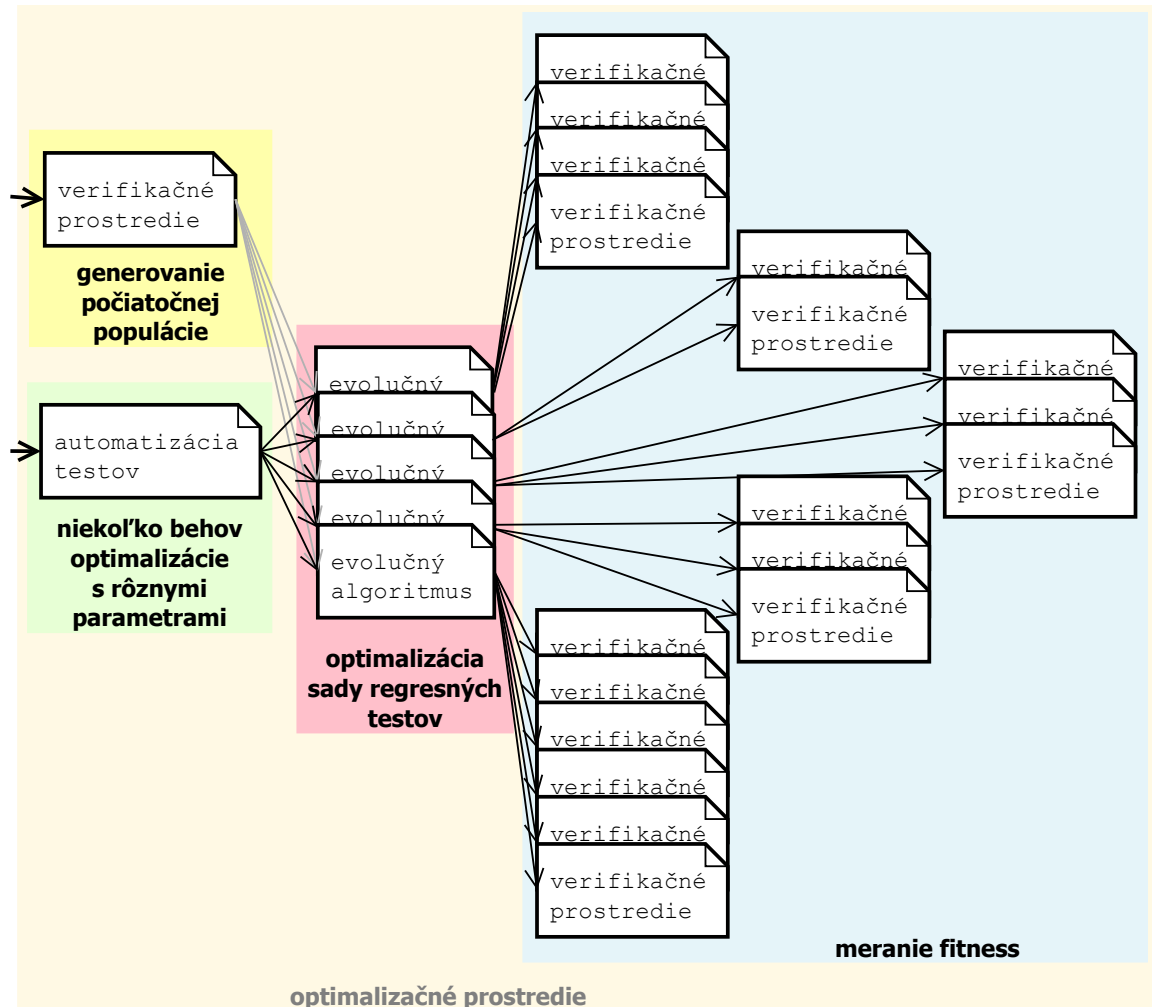 verifikačné
prostredie
generovanie
počiatočnej
populácie
automatizácia
testov
niekoľko behov
optimalizácie
s rôznymi
parametrami
evolučný
evolučný
evolučný
evolučný
evolučný
algoritmus
optimalizácia
sady regresných
testov
verifikačné
verifikačné
verifikačné
verifikačné
prostredie
verifikačné
verifikačné
prostredie
verifikačné
verifikačné
verifikačné
prostredie
verifikačné
verifikačné
verifikačné
prostredie
verifikačné
verifikačné
verifikačné
verifikačné
verifikačné
verifikačné
prostredie
meranie fitness
optimalizačné prostredie